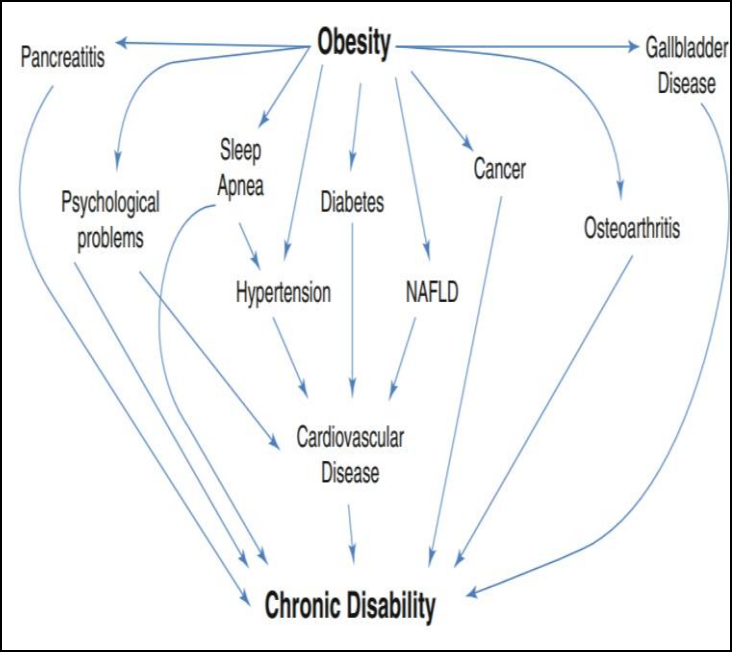 Obesity
Pancreatitis
Gallbladder
Disease
Sleep
Apnea
Cancer
Psychological
problems
Diabetes
Osteoarthritis
Hypertension
NAFLD
Cardiovascular
Disease
Chronic Disability